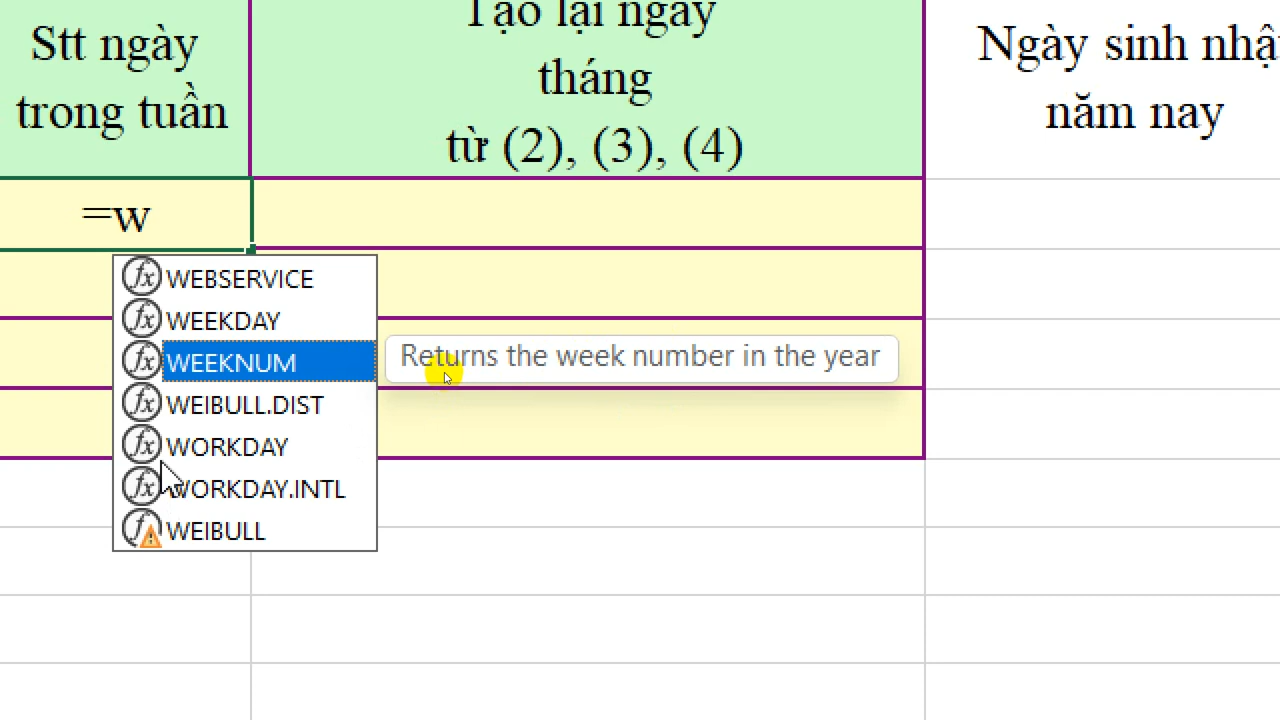 Stt ngày
trong tuần
Tạo lại ngày
tháng
từ (2), (3), (4)
Ngày sinh nhật
năm nay
=w
WEBSERVICE
WEEKDAY
WEEKNUM
Returns the week number in the year
WEIBULL.DIST
WORKDAY
WORKDAY.INTL
WEIBULL